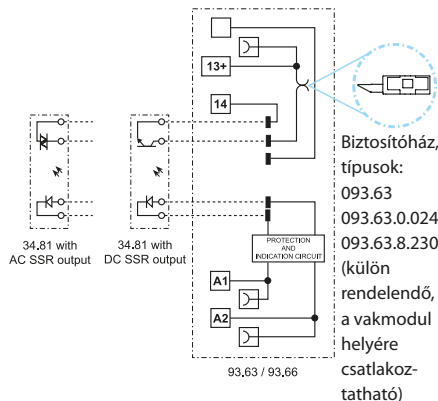 13+
14
34.81 with
AC SSR output
34.81 with
DC SSR output
PROTECTION
AND
INDICATION CIRCUIT
A1
A2
93.63 / 93.66
Biztosítóház,
típusok:
093.63
093.63.0.024
093.63.8.230
(külön
rendelendő,
a vakmodul
helyére
csatlakoz-
tatható)